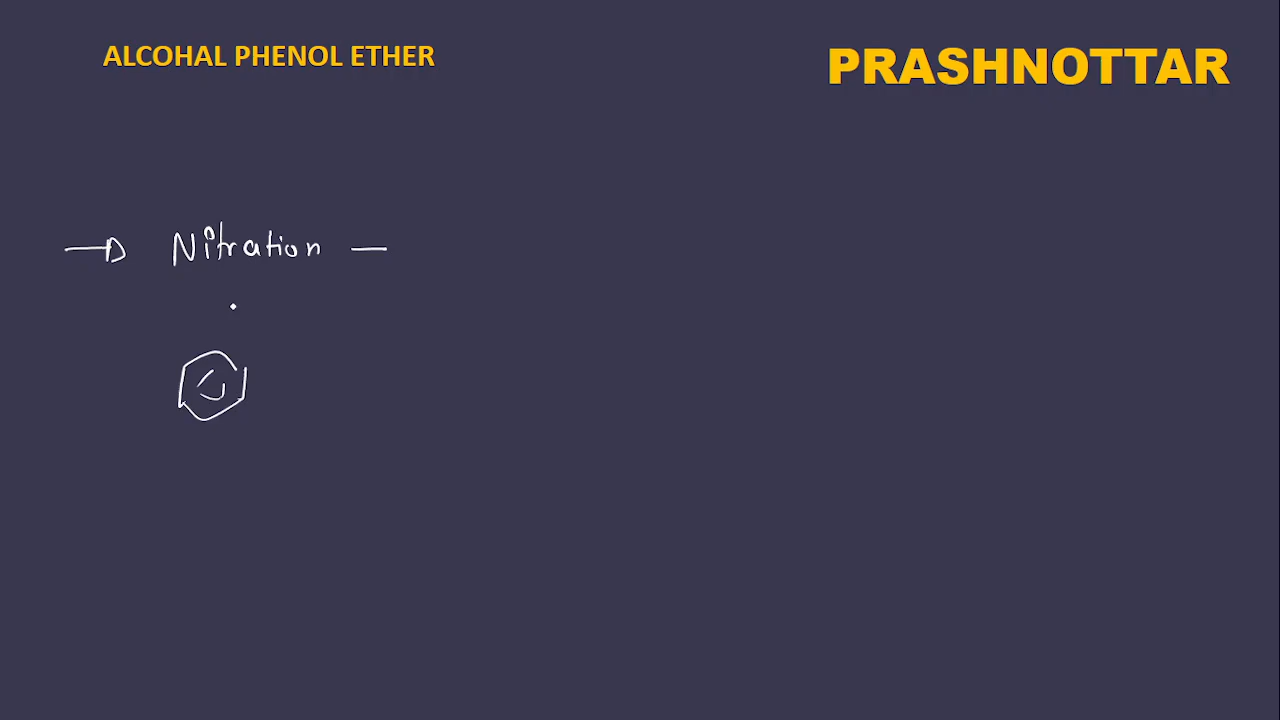 ALCOHAL PHENOL ETHER
PRASHNOTTAR
→ Nitration —